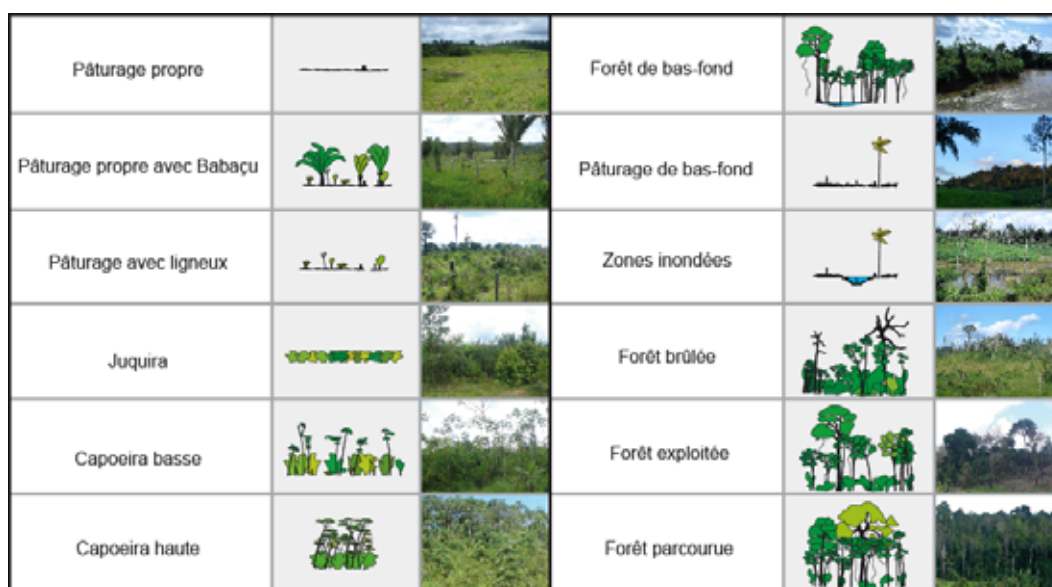 Pâturage propre
Forêt de bas-fond
Pâturage propre avec Babaçu
Pâturage de bas-fond
Pâturage avec ligneux
Zones inondées
Juquira
Forêt brûlée
Capoeira basse
Forêt exploitée
Capoeira haute
Forêt parcourue